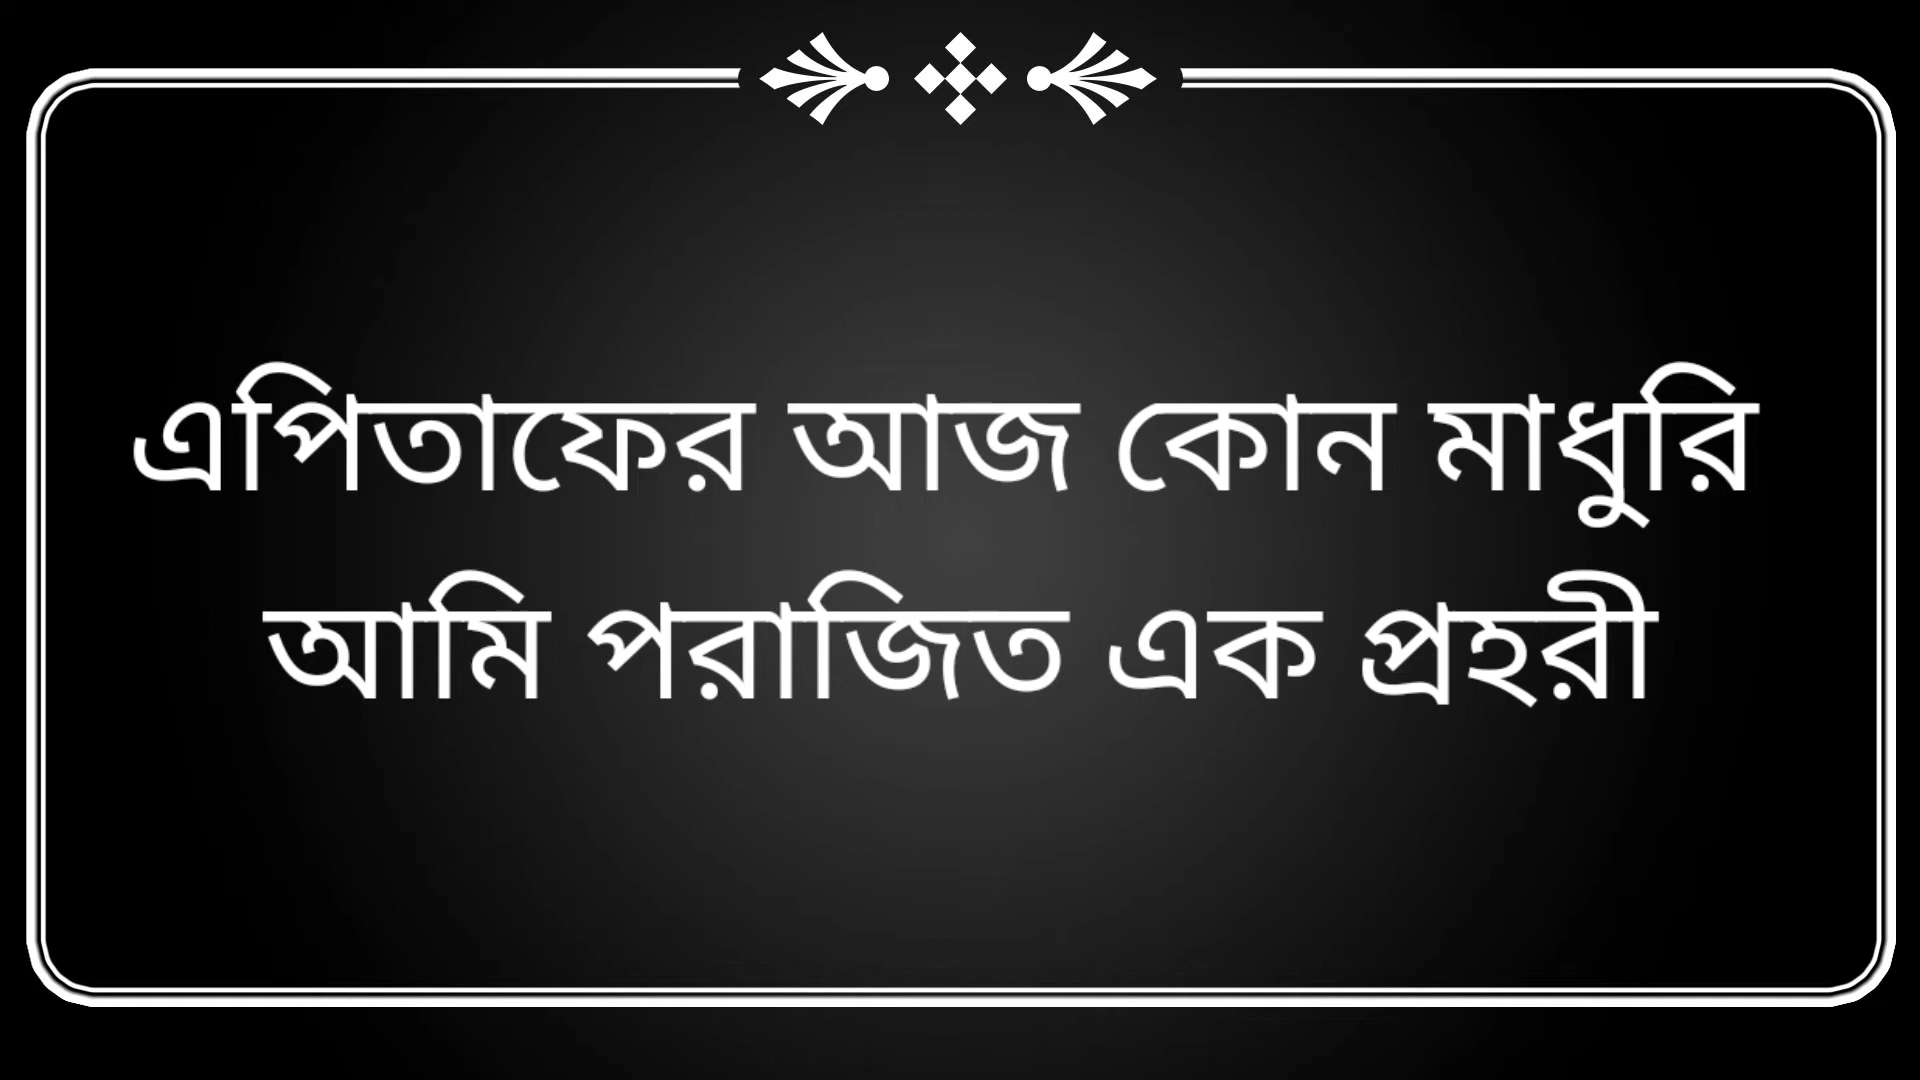 এপিতাফের আজ কোন মাধুরি
আমি পরাজিত এক প্রহরী